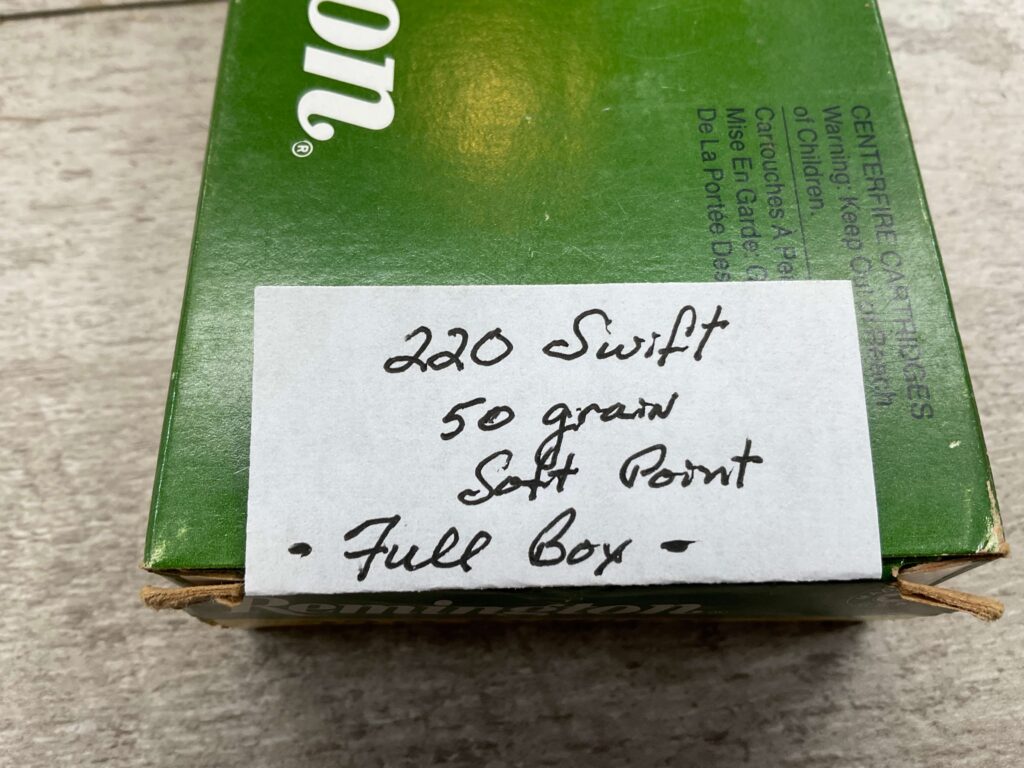 on®
CENTERFIRE CARTRIDGES
Warning: Keep Out of Reach
of Children.
Cartouches A Per
Mise En Garde: G
De La Portée Des
220 Swift
50 grain
Soft Point
- Full Box -
Remington